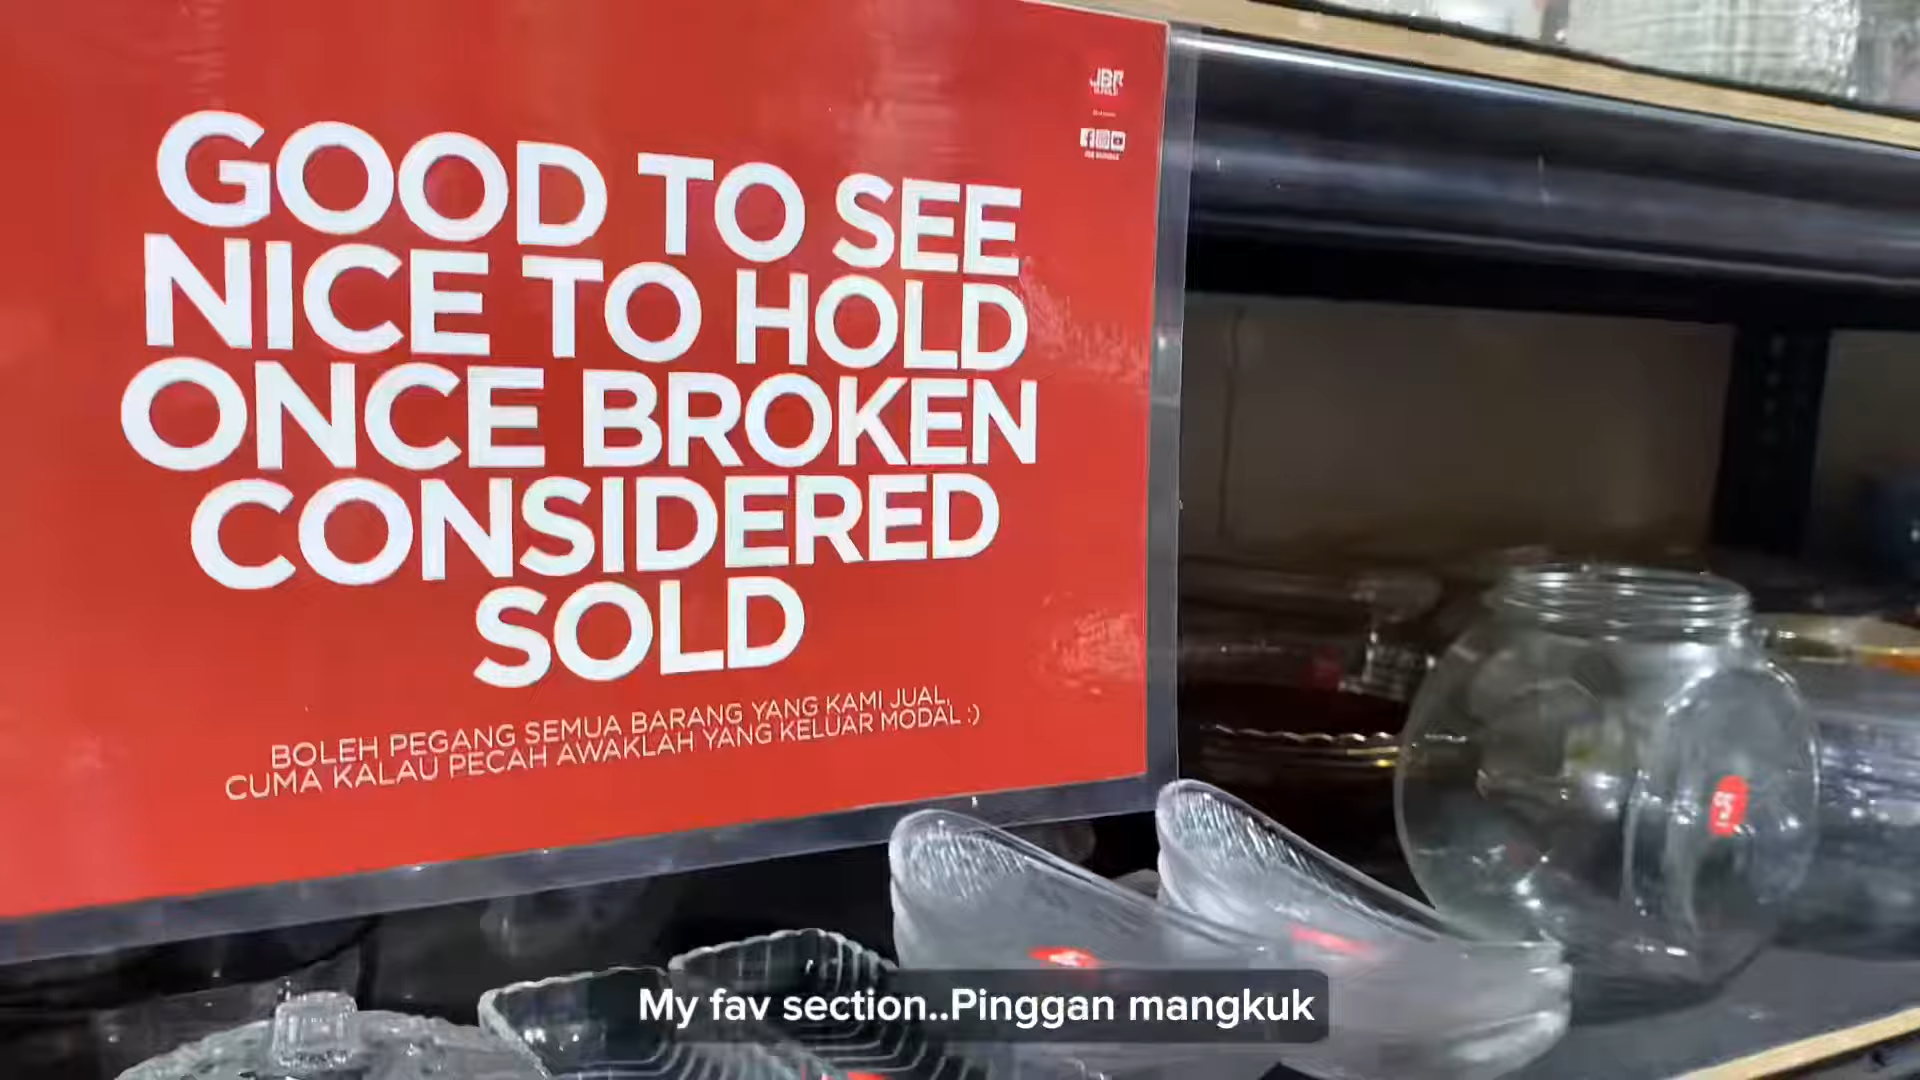 JBR
GOOD TO SEE
NICE TO HOLD
ONCE BROKEN
CONSIDERED
SOLD
BOLEH PEGANG SEMUA BARANG YANG KAMI JUAL,
CUMA KALAU PECAH AWAKLAH YANG KELUAR MODAL :)
My fav section..Pinggan mangkuk